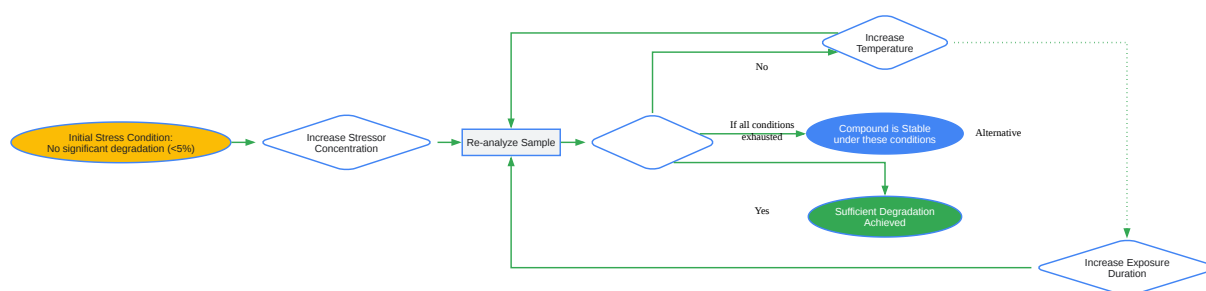 Initial Stress Condition:
No significant degradation (<5%)
Increase Stressor
Concentration
Re-analyze Sample
Increase
Temperature
No
If all conditions
exhausted
Compound is Stable
under these conditions
Alternative
Yes
Sufficient Degradation
Achieved
Increase Exposure
Duration